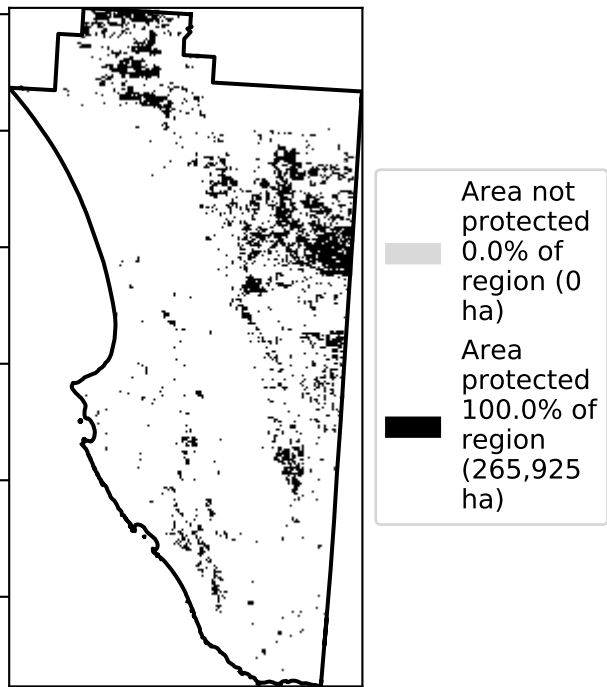 Area not
protected
0.0% of
region (0
ha)
Area
protected
100.0% of
region
(265,925
ha)